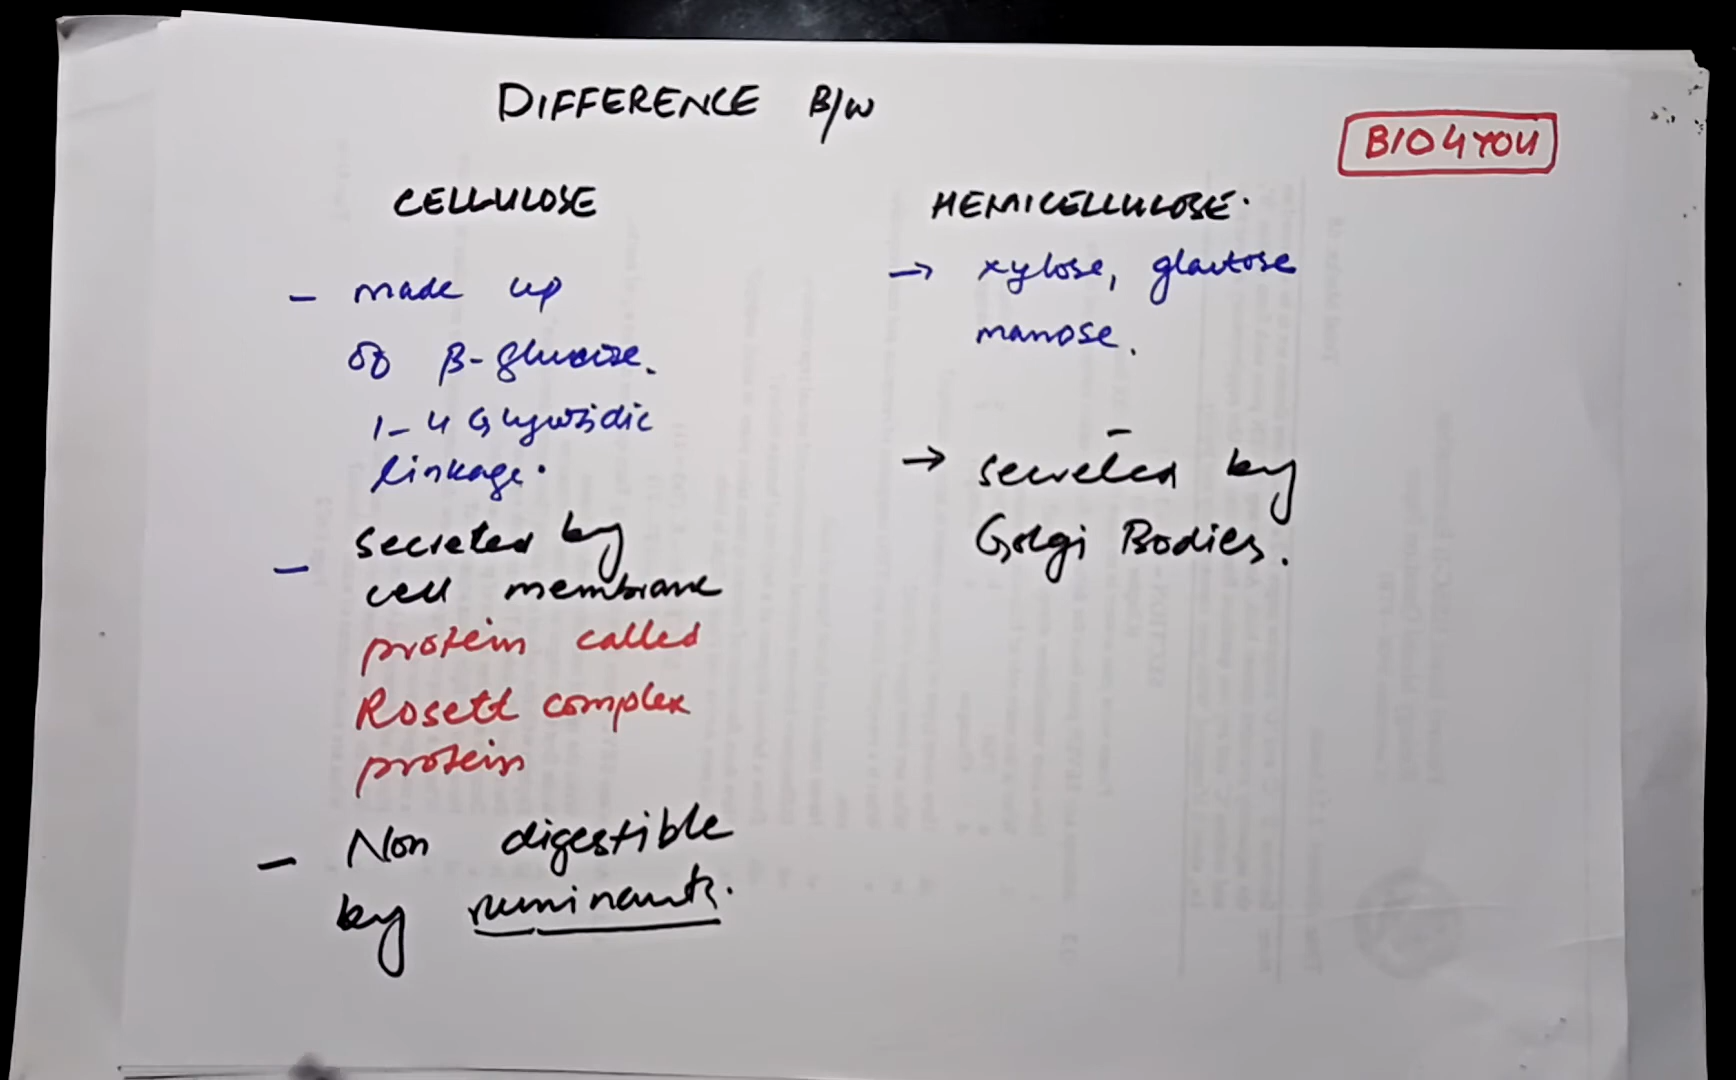 DIFFERENCE B/W
BIO4YOU
CELLULOSE
- made up
of β-glucose.
1-4 Glycosidic
linkage.
- secreted by
cell membrane
protein called
Rosett complex
protein
- Non digestible
by ruminants.
HEMICELLULOSE.
→ xylose, glactose
manose.
→ secreted by
Golgi Bodies.